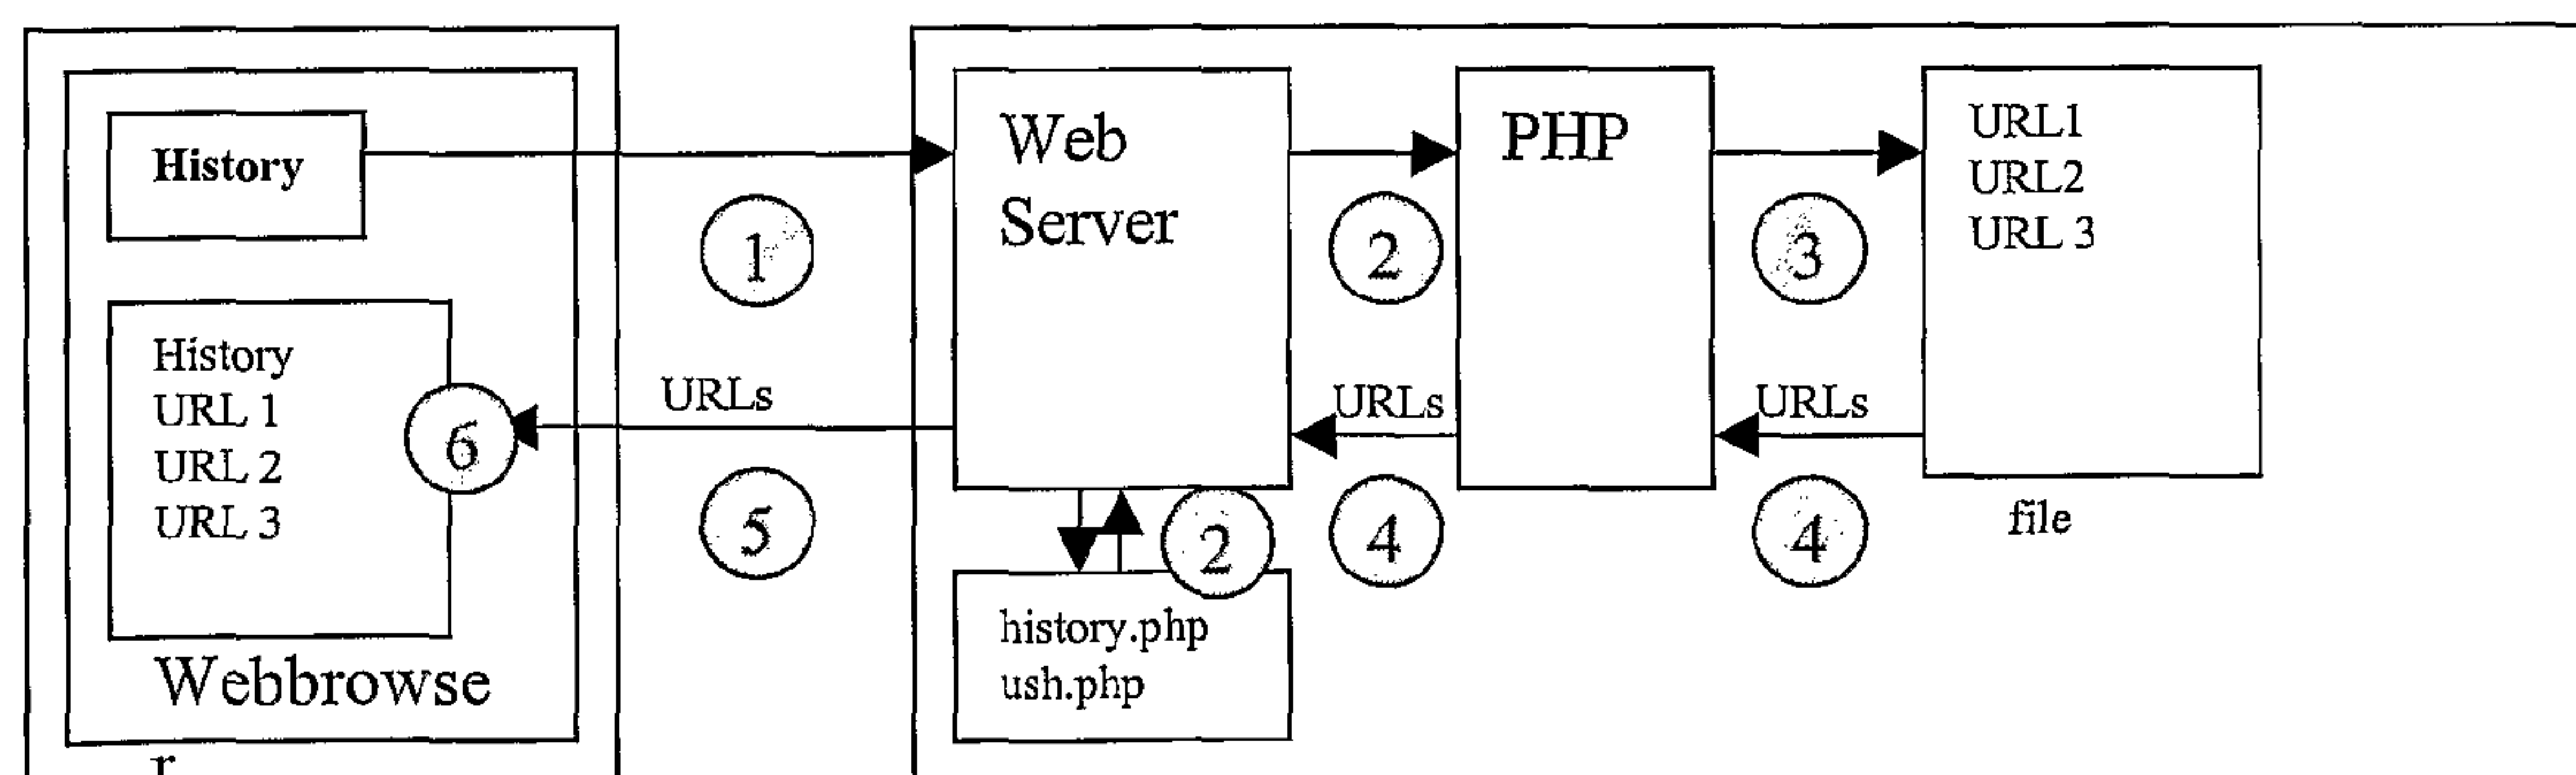 History
1
Web
Server
2
PHP
3
URL1
URL2
URL 3
History
URL 1
URL 2
URL 3
6
URLs
5
URLs
4
URLs
4
file
2
history.php
ush.php
Webbrowse
r